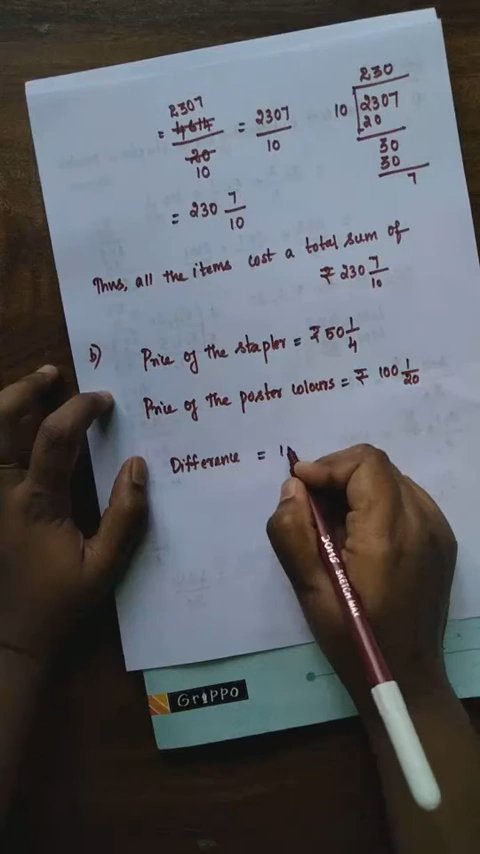 230
2307
= 4614/20 = 2307/10
10
10 2307
20
30
30
7
= 230 7/10
Thus, all the items cost a total sum of
₹ 230 7/10
b) Price of the stapler = ₹ 50 1/4
Price of the poster colours = ₹ 100 1/20
Difference = 1
DOMS SKETCH MAX
GRIPPO